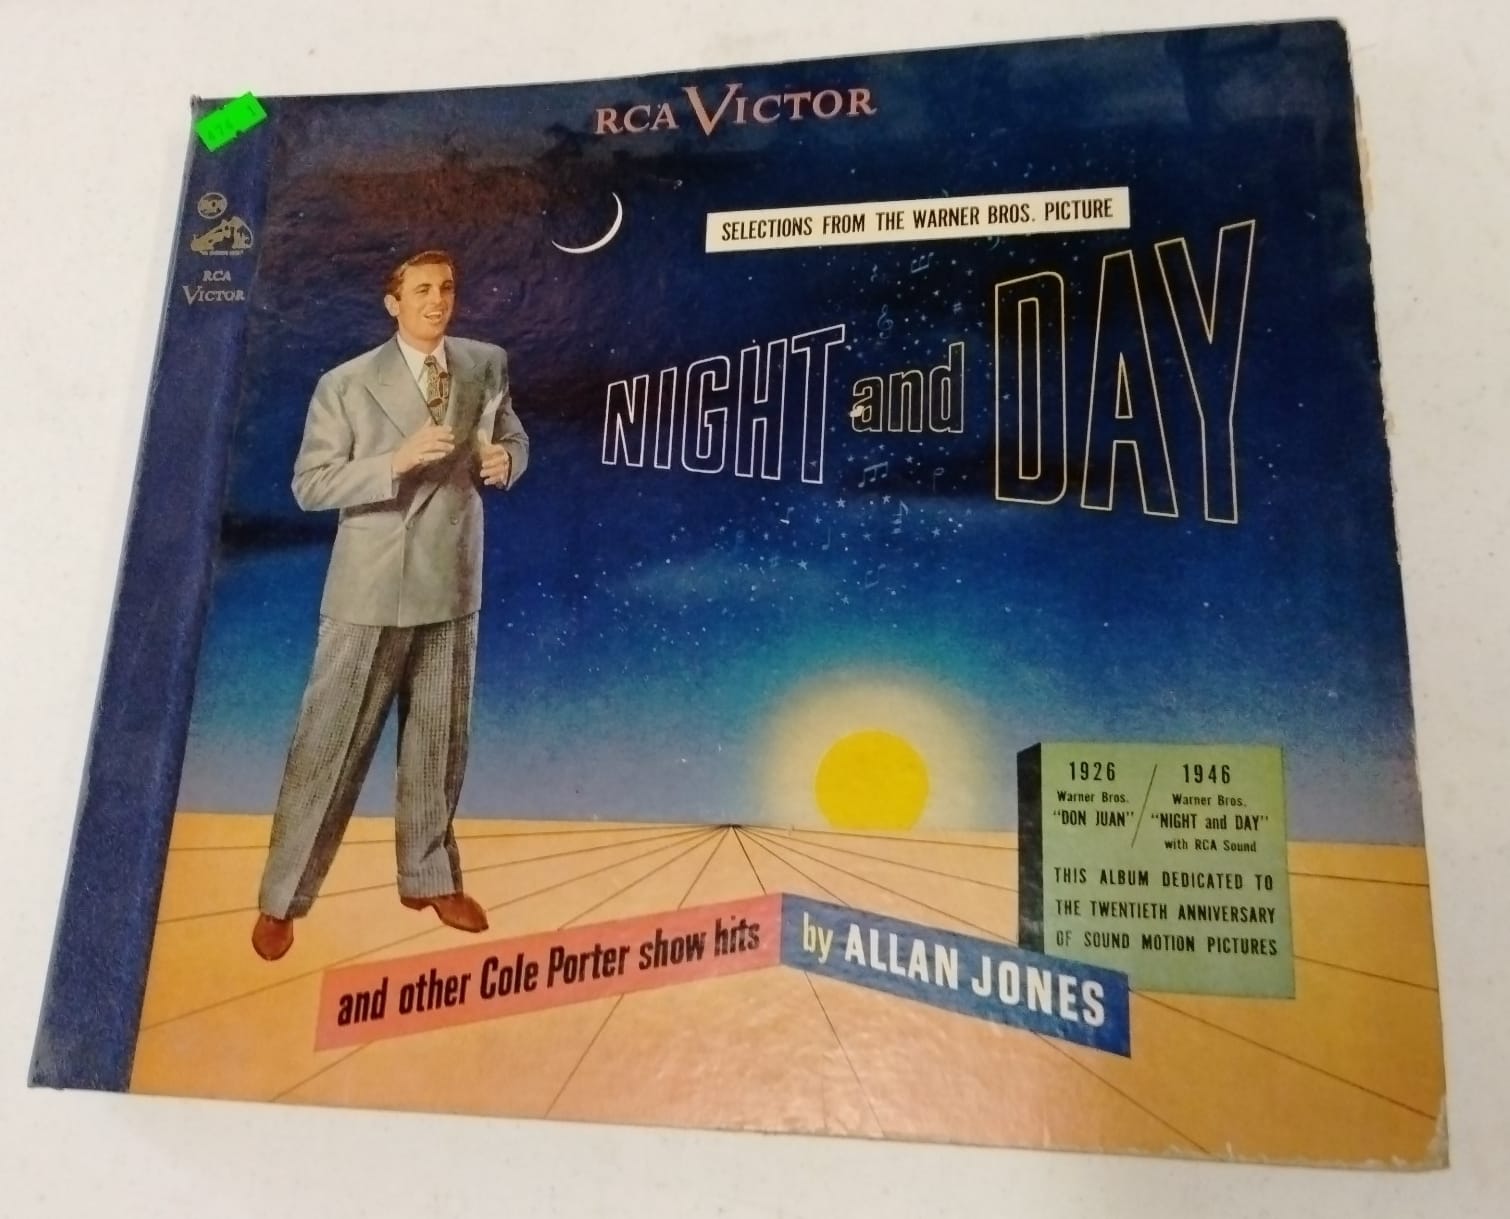 RCA VICTOR
RCA
VICTOR
SELECTIONS FROM THE WARNER BROS. PICTURE
NIGHT and DAY
1926 / 1946
Warner Bros. Warner Bros.
"DON JUAN" "NIGHT and DAY"
with RCA Sound
THIS ALBUM DEDICATED TO
THE TWENTIETH ANNIVERSARY
OF SOUND MOTION PICTURES
and other Cole Porter show hits by ALLAN JONES